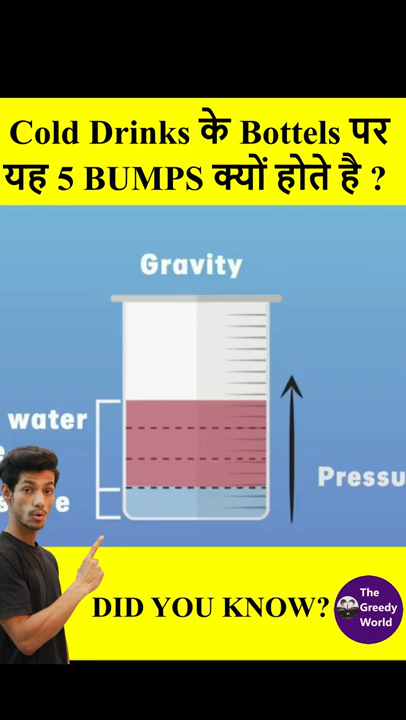 Cold Drinks के Bottels पर
यह 5 BUMPS क्यों होते है ?
Gravity
water
Pressu
DID YOU KNOW?
The
Greedy
World